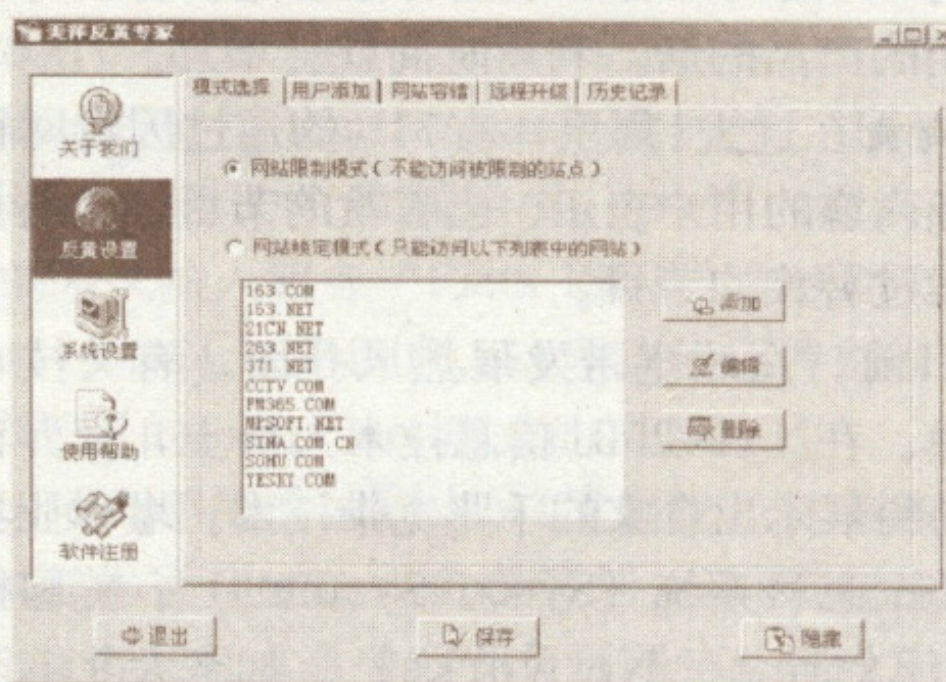 美萍反黄专家
关于我们
反黄设置
系统设置
使用帮助
软件注册
模式选择 用户添加 网站容错 远程升级 历史记录
网站限制模式(不能访问被限制的站点)
网站锁定模式(只能访问以下列表中的网站)
163.COM
163.NET
21CN.NET
263.NET
371.NET
CCTV.COM
FM365.COM
MPSOFT.NET
SINA.COM.CN
SOHU.COM
YESKY.COM
添加
编辑
删除
退出
保存
隐藏